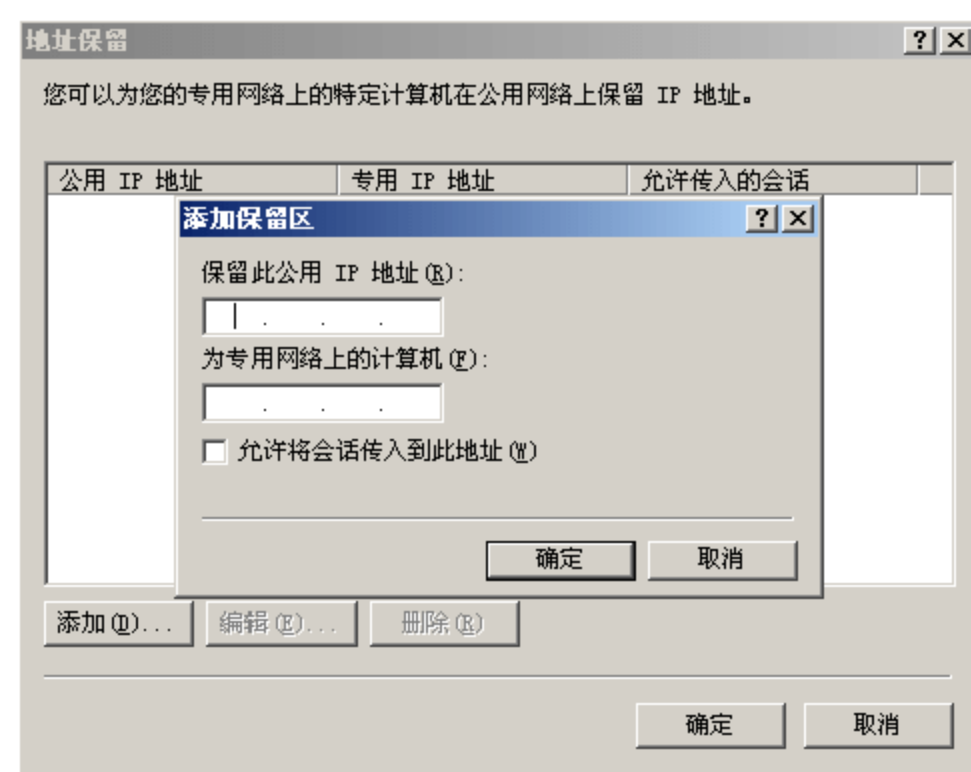 地址保留
您可以为您的专用网络上的特定计算机在公用网络上保留 IP 地址。
公用 IP 地址 专用 IP 地址 允许传入的会话
添加保留区
保留此公用 IP 地址(R):
. . .
为专用网络上的计算机(F):
. . .
允许将会话传入到此地址(W)
确定 取消
添加(D)... 编辑(E)... 删除(R)
确定 取消